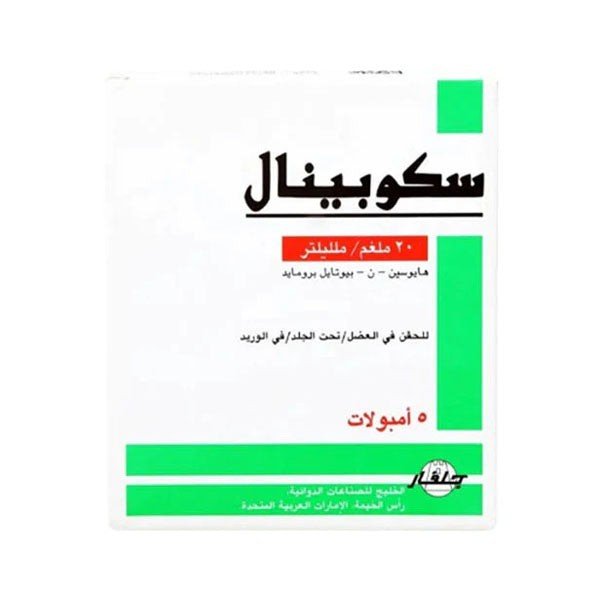 سكوبينال
٢٠ ملغم/ ملليلتر
هايوسين - ن - بيوتايل برومايد
للحقن في العضل/تحت الجلد/في الوريد
٥ أمبولات
جلفار
الخليج للصناعات الدوائية،
رأس الخيمة، الإمارات العربية المتحدة.